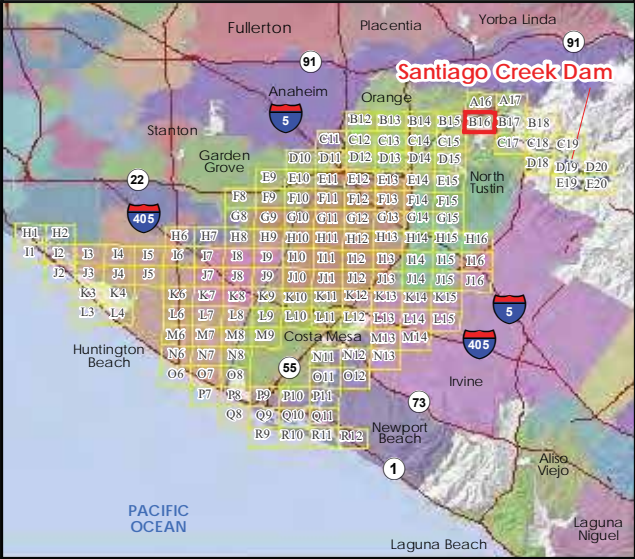 Fullerton
Placentia
Yorba Linda
91
91
Santiago Creek Dam
Anaheim
Orange
A16 A17
5
B12 B13 B14 B15 B16 B17 B18
Stanton
C11 C12 C13 C14 C15 C17 C18 C19
Garden
Grove
D10 D11 D12 D13 D14 D15 D18 D19 D20
22
E9 E10 E11 E12 E13 E14 E15 E19 E20
North
Tustin
405
F8 F9 F10 F11 F12 F13 F14 F15
G8 G9 G10 G11 G12 G13 G14 G15
H1 H2 H6 H7 H8 H9 H10 H11 H12 H13 H14 H15 H16
I1 I2 I3 I4 I5 I6 I7 I8 I9 I10 I11 I12 I13 I14 I15 I16
J2 J3 J4 J5 J7 J8 J9 J10 J11 J12 J13 J14 J15 J16
K3 K4 K6 K7 K8 K9 K10 K11 K12 K13 K14 K15
5
L3 L4 L6 L7 L8 L9 L10 L11 L12 L13 L14 L15
M6 M7 M8 M9 Costa Mesa M13 M14
405
Huntington
Beach
N6 N7 N8 N11 N12 N13
55
O6 O7 O8 O11 O12
Irvine
P7 P8 P9 P10 P11
73
Q8 Q9 Q10 Q11
Newport
Beach
R9 R10 R11 R12
1
Aliso
Viejo
PACIFIC
OCEAN
Laguna
Niguel
Laguna Beach